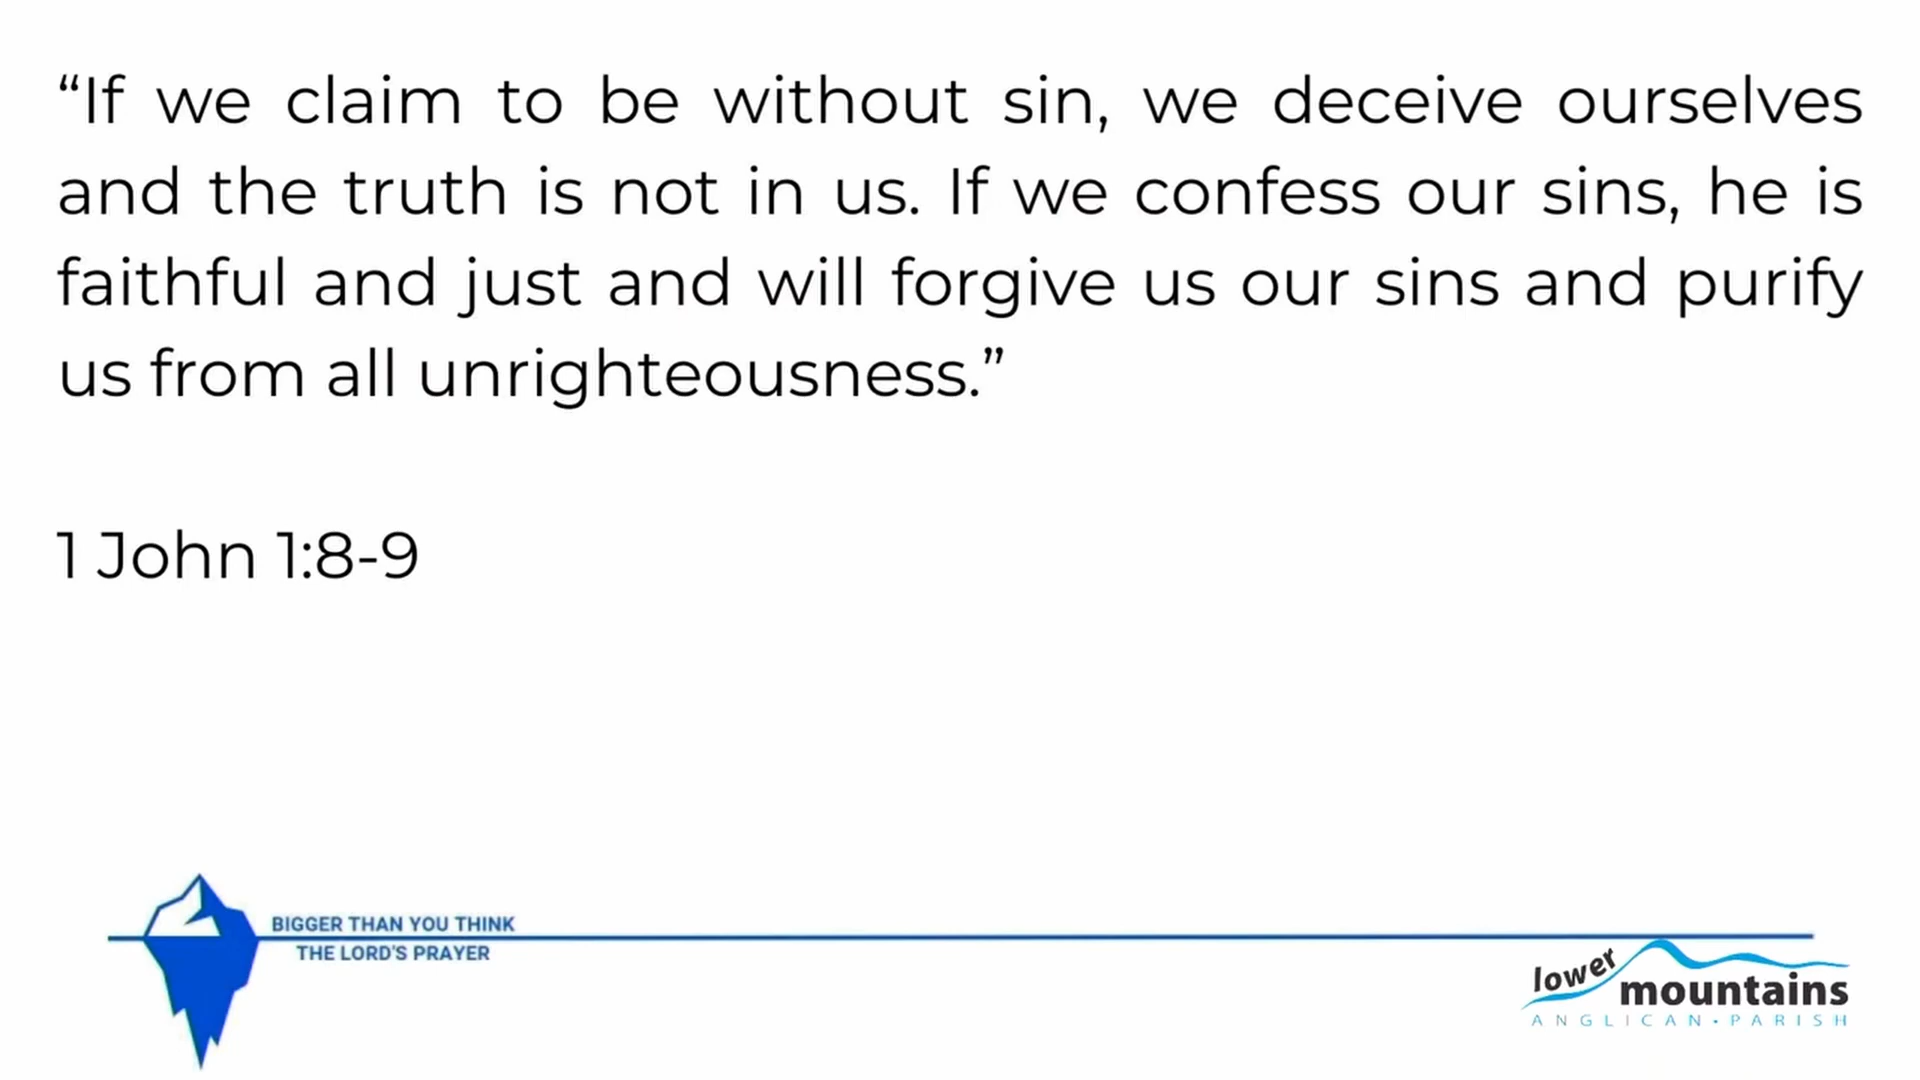 “If we claim to be without sin, we deceive ourselves
and the truth is not in us. If we confess our sins, he is
faithful and just and will forgive us our sins and purify
us from all unrighteousness.”
1 John 1:8-9
BIGGER THAN YOU THINK
THE LORD'S PRAYER
lower
mountains
ANGLICAN•PARISH